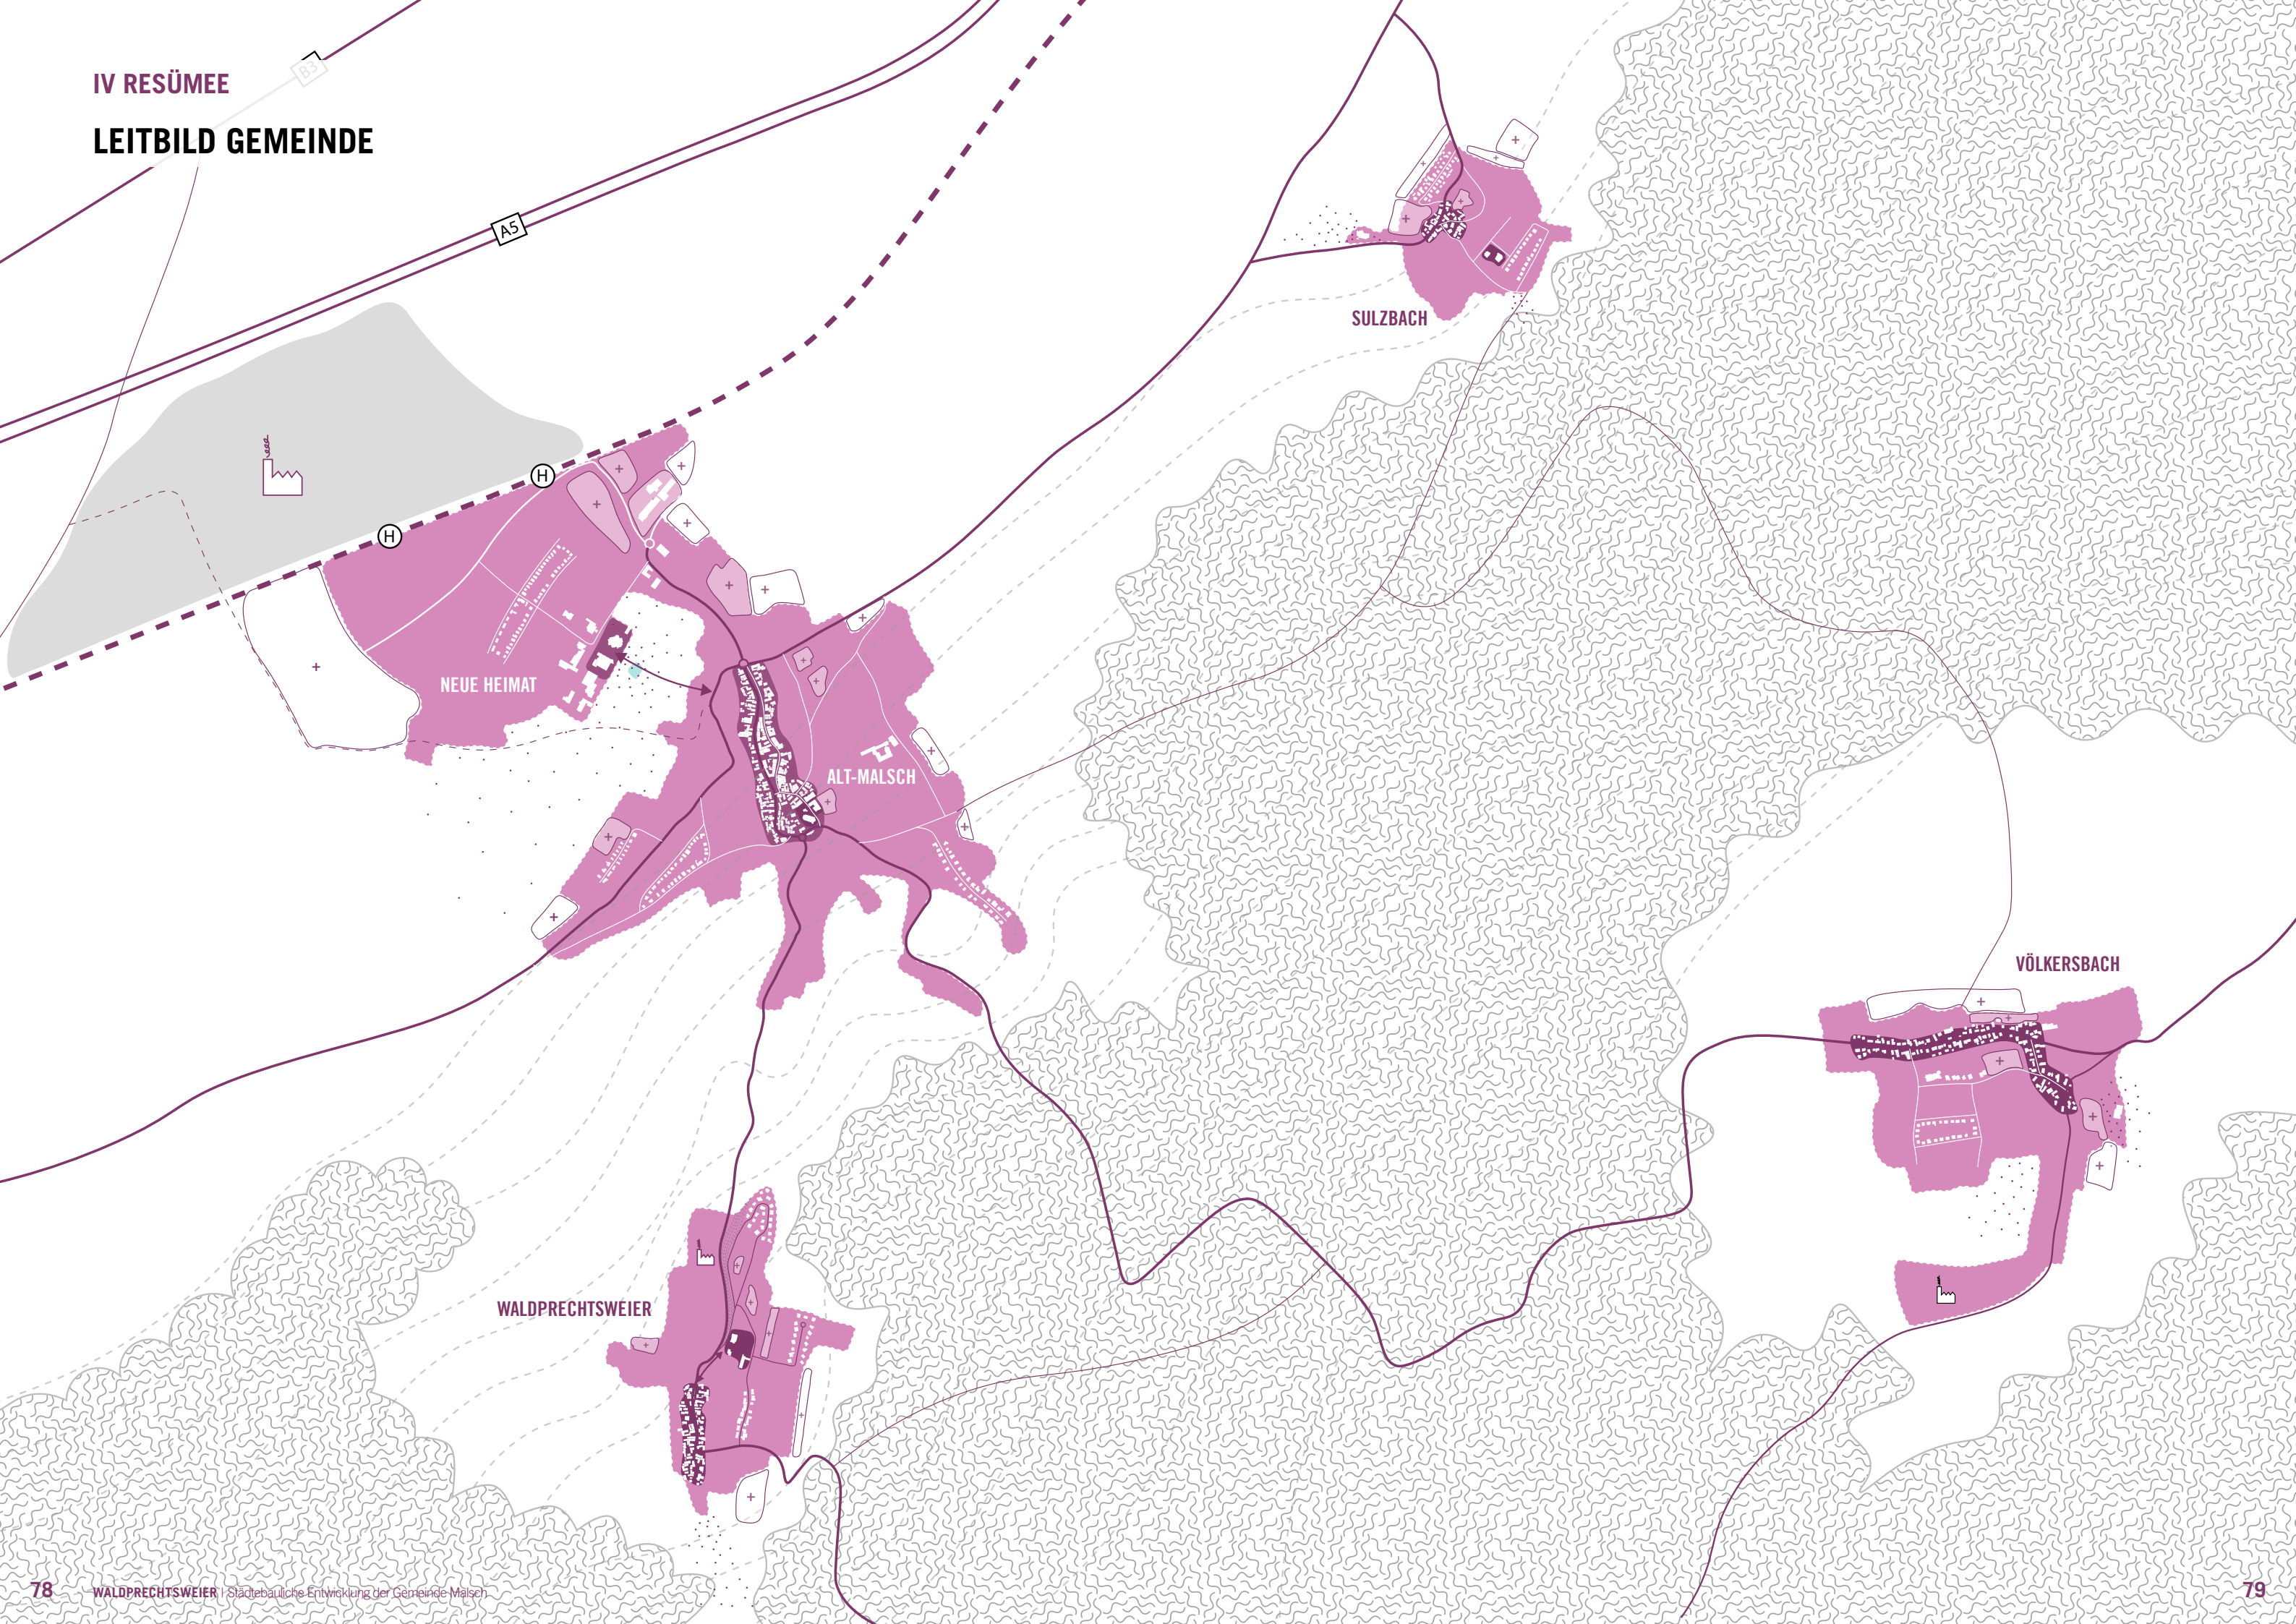 B3
IV RESÜMEE
LEITBILD GEMEINDE
A5
SULZBACH
H
H
NEUE HEIMAT
ALT-MALSCH
VÖLKERSBACH
WALDPRECHTSWEIER
78 WALDPRECHTSWEIER | Städtebauliche Entwicklung der Gemeinde Malsch
79